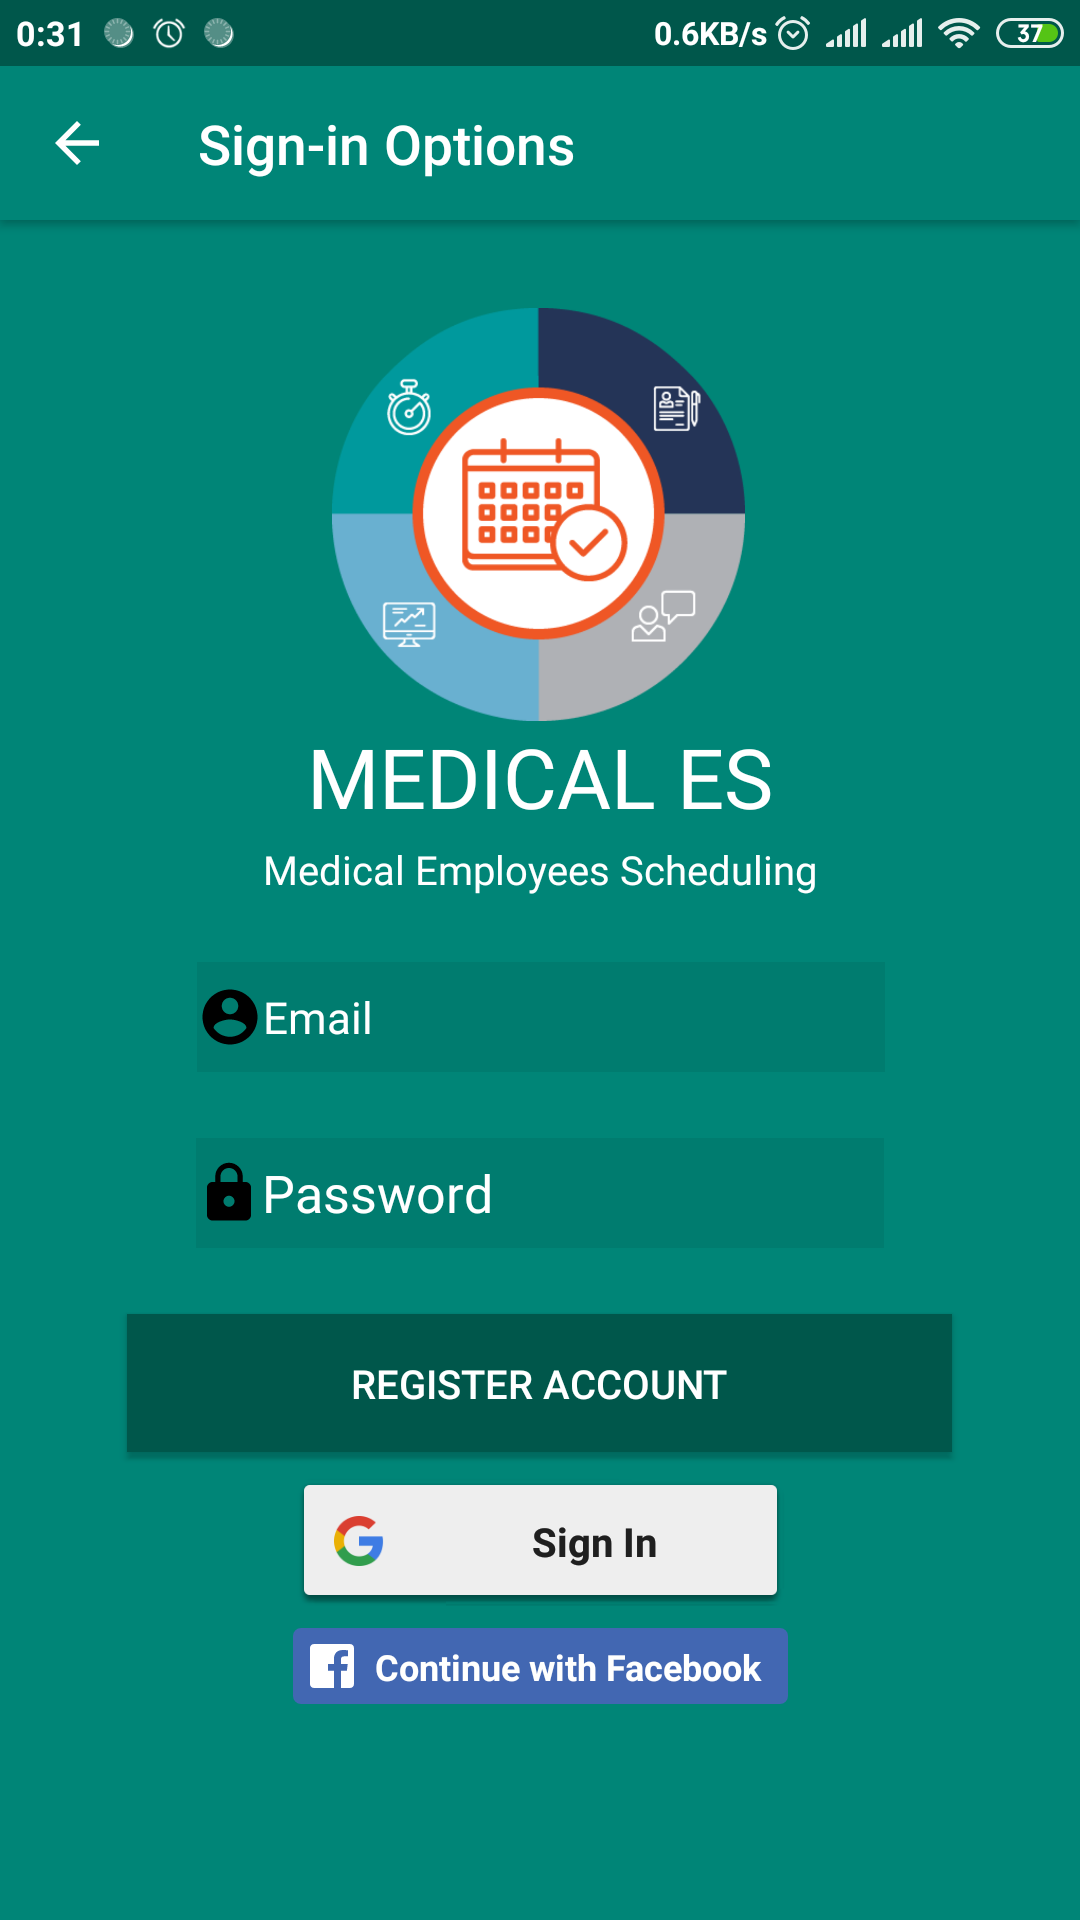 0:31 0.6KB/s 37
Sign-in Options
MEDICAL ES
Medical Employees Scheduling
Email
Password
REGISTER ACCOUNT
Sign In
Continue with Facebook